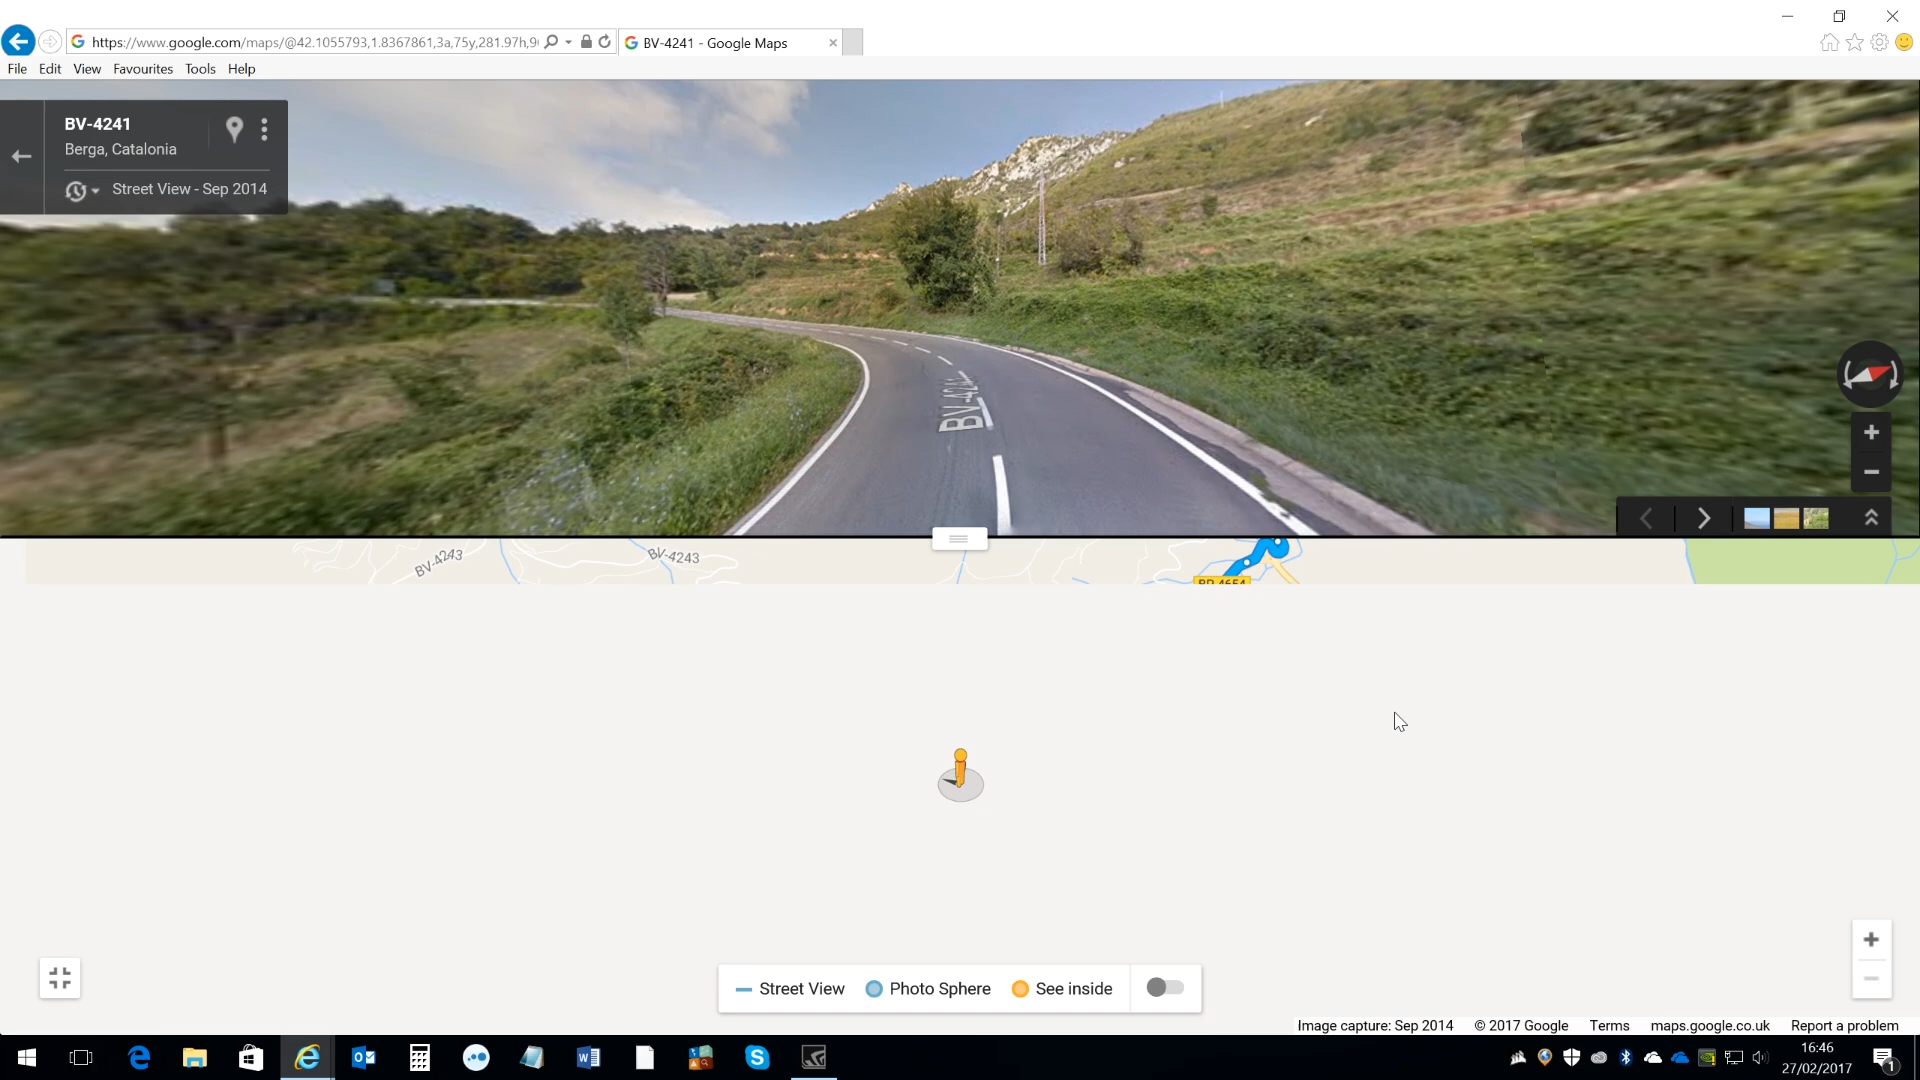 https://www.google.com/maps/@42.1055793,1.8367861,3a,75y,281.97h,9
BV-4241 - Google Maps
File Edit View Favourites Tools Help
BV-4241
Berga, Catalonia
Street View - Sep 2014
BV-4241
BV-4243
BV-4243
Street View
Photo Sphere
See inside
Image capture: Sep 2014 © 2017 Google Terms maps.google.co.uk Report a problem
16:46
27/02/2017
1